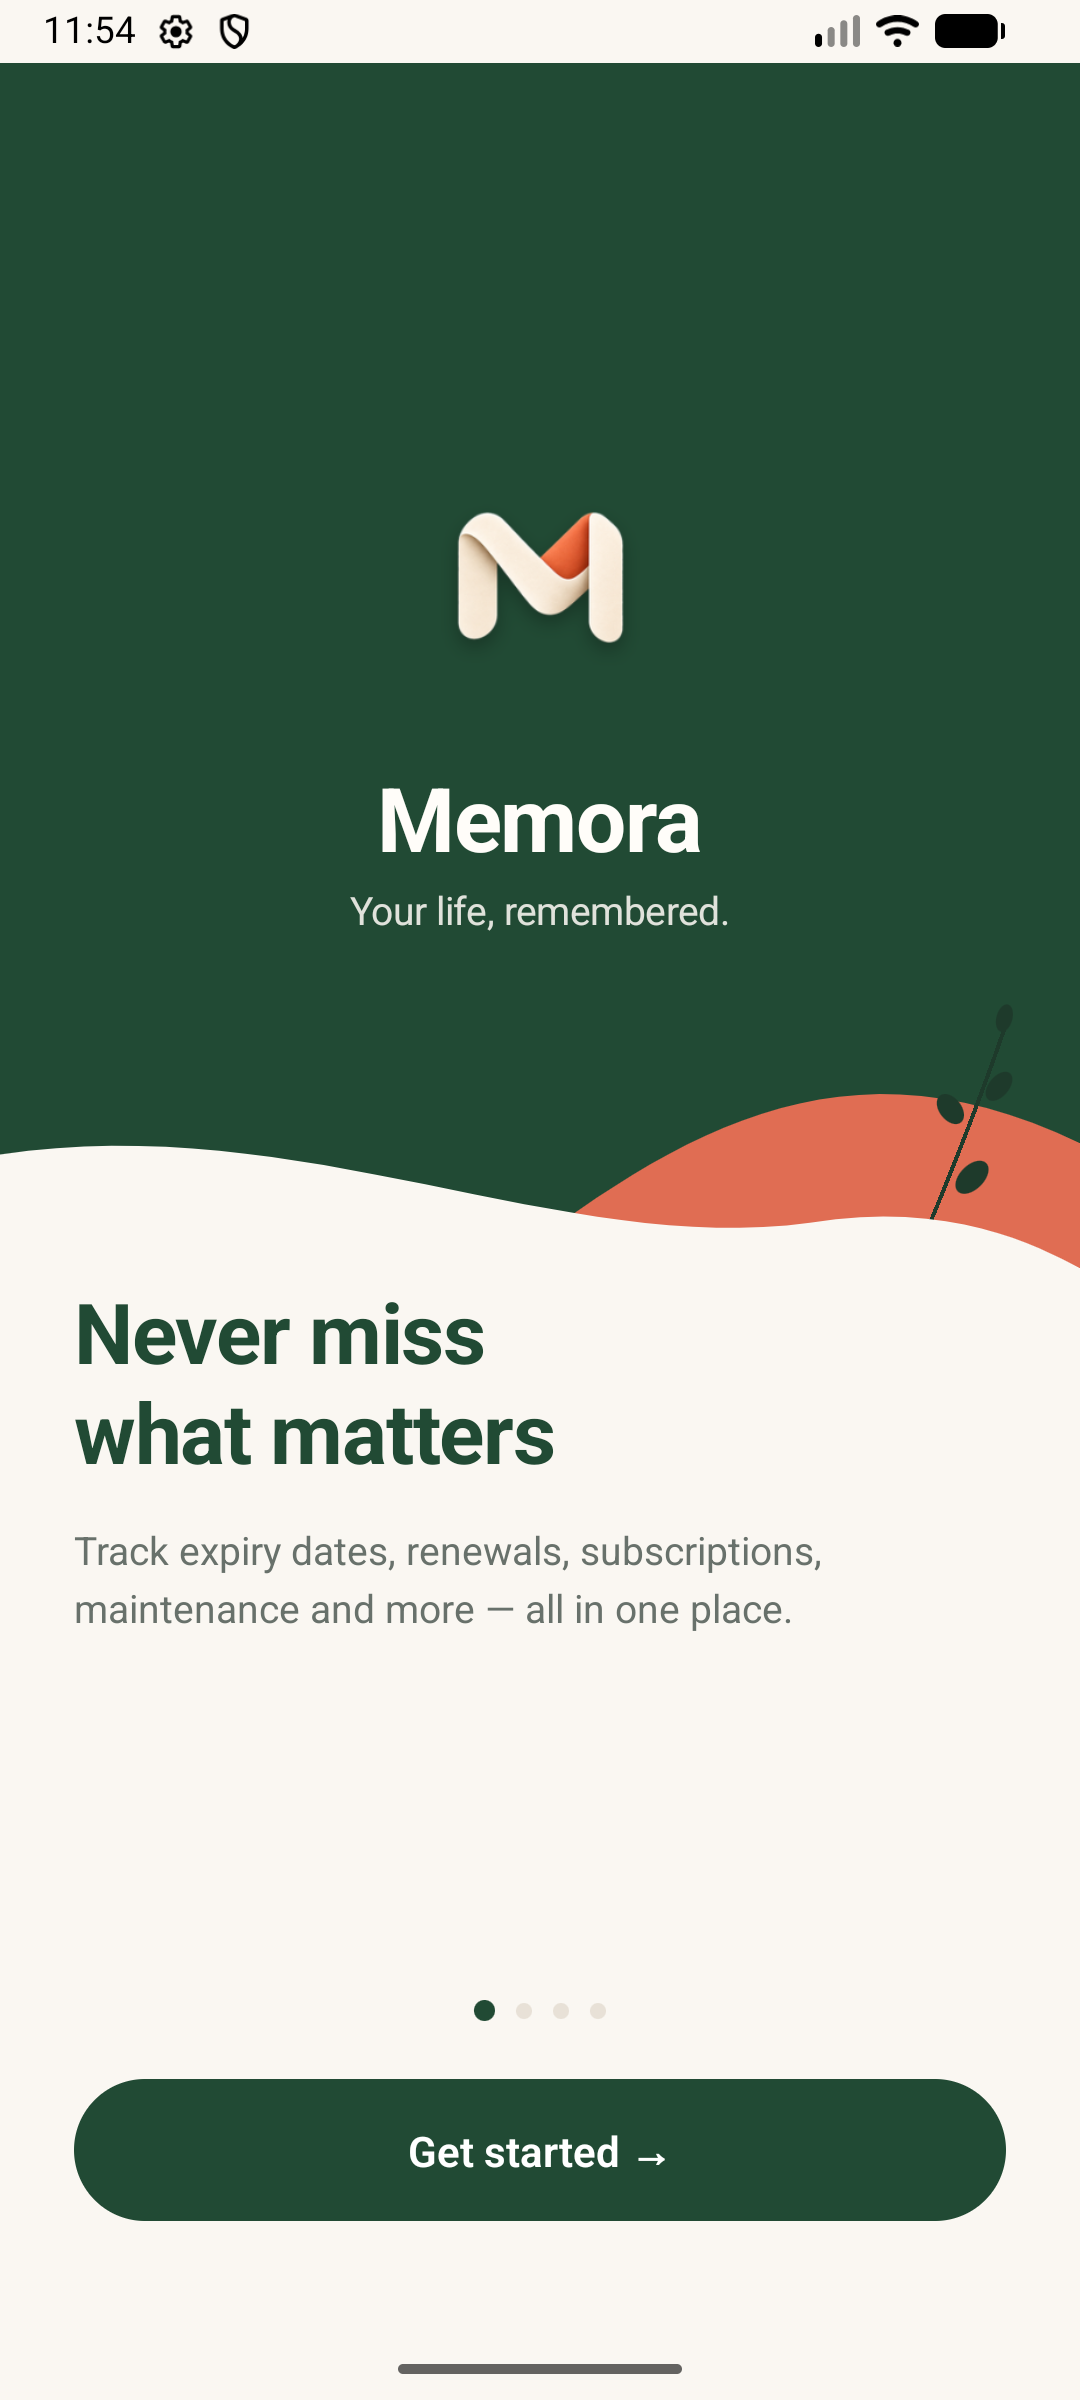 11:54
Memora
Your life, remembered.
Never miss
what matters
Track expiry dates, renewals, subscriptions,
maintenance and more — all in one place.
Get started →